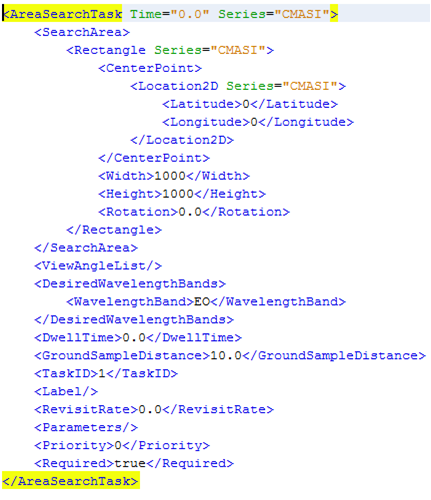 <AreaSearchTask Time="0.0" Series="CMASI">
<SearchArea>
<Rectangle Series="CMASI">
<CenterPoint>
<Location2D Series="CMASI">
<Latitude>0</Latitude>
<Longitude>0</Longitude>
</Location2D>
</CenterPoint>
<Width>1000</Width>
<Height>1000</Height>
<Rotation>0.0</Rotation>
</Rectangle>
</SearchArea>
<ViewAngleList/>
<DesiredWavelengthBands>
<WavelengthBand>EO</WavelengthBand>
</DesiredWavelengthBands>
<DwellTime>0.0</DwellTime>
<GroundSampleDistance>10.0</GroundSampleDistance>
<TaskID>1</TaskID>
<Label/>
<RevisitRate>0.0</RevisitRate>
<Parameters/>
<Priority>0</Priority>
<Required>true</Required>
</AreaSearchTask>